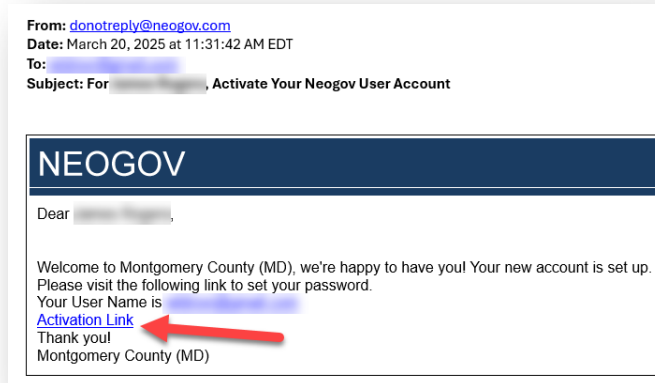 From: donotreply@neogov.com
Date: March 20, 2025 at 11:31:42 AM EDT
To:
Subject: For , Activate Your Neogov User Account
NEOGOV
Dear ,
Welcome to Montgomery County (MD), we're happy to have you! Your new account is set up.
Please visit the following link to set your password.
Your User Name is
Activation Link
Thank you!
Montgomery County (MD)